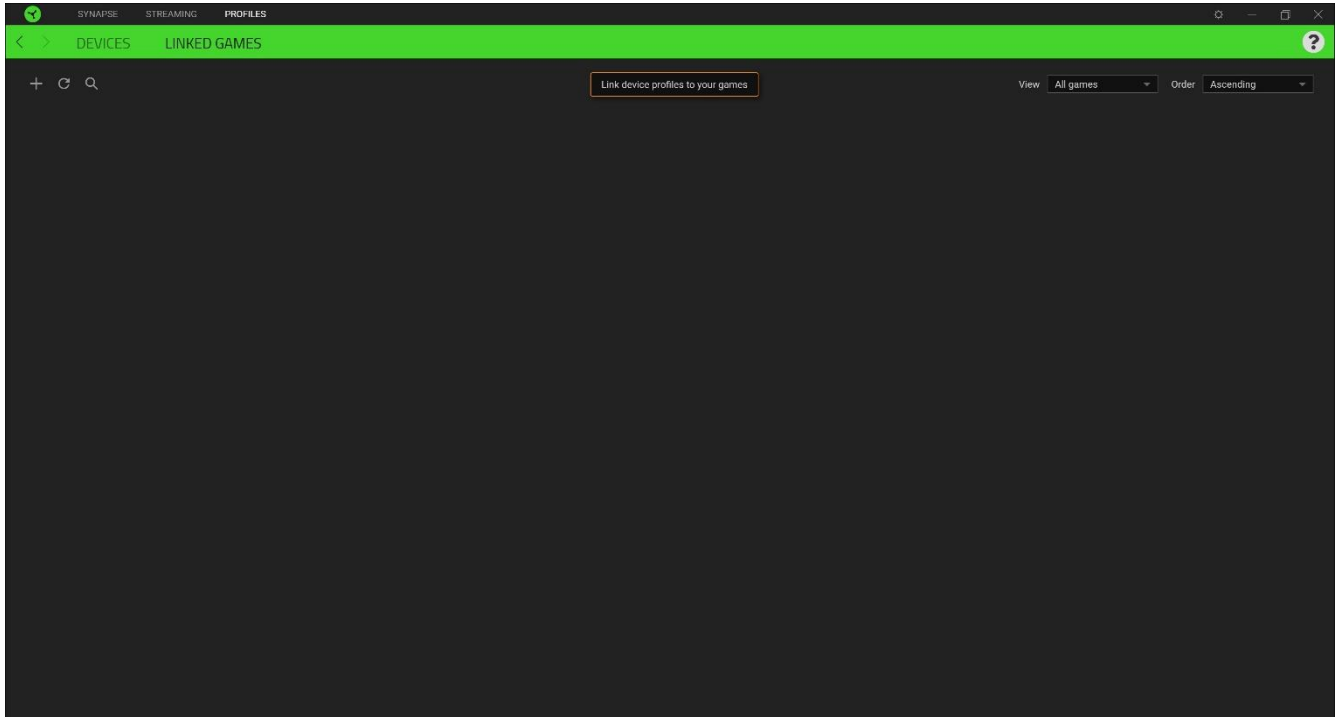 SYNAPSE STREAMING PROFILES
DEVICES LINKED GAMES ?
Link device profiles to your games View All games Order Ascending